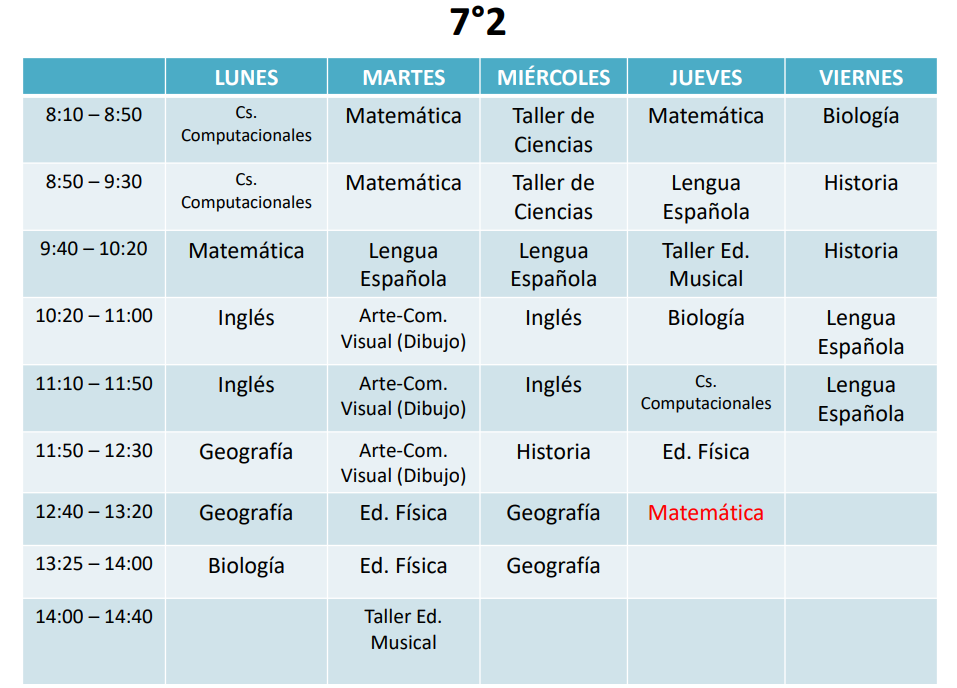 7°2
LUNES MARTES MIÉRCOLES JUEVES VIERNES
8:10 – 8:50 Cs. Computacionales Matemática Taller de Ciencias Matemática Biología
8:50 – 9:30 Cs. Computacionales Matemática Taller de Ciencias Lengua Española Historia
9:40 – 10:20 Matemática Lengua Española Lengua Española Taller Ed. Musical Historia
10:20 – 11:00 Inglés Arte-Com. Visual (Dibujo) Inglés Biología Lengua Española
11:10 – 11:50 Inglés Arte-Com. Visual (Dibujo) Inglés Cs. Computacionales Lengua Española
11:50 – 12:30 Geografía Arte-Com. Visual (Dibujo) Historia Ed. Física
12:40 – 13:20 Geografía Ed. Física Geografía Matemática
13:25 – 14:00 Biología Ed. Física Geografía
14:00 – 14:40 Taller Ed. Musical